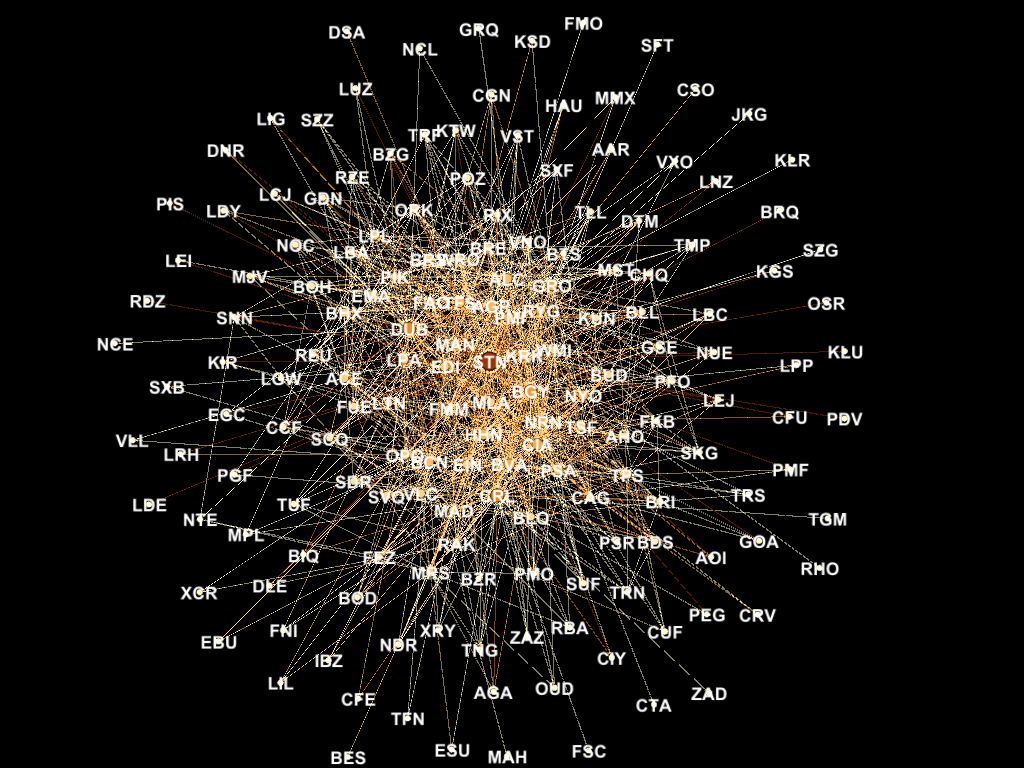 FMO
DSA
GRQ
KSD
SFT
NCL
LUZ
CSO
CGN
MMX
HAU
JKG
LIG
SZZ
KTW
VST
DNR
BZG
AAR
VXO
KLR
SXF
RZE
POZ
LNZ
LCJ
GDN
PIS
LDY
ORK
RIX
TLL
BRQ
DTM
LPL
NOC
LBA
BRE
VNO
TMP
SZG
BTS
LEI
MJV
PIK
ALC
MST
CHQ
KGS
BOH
EMA
GRO
RDZ
FAO
TFS
OSR
SNN
BHX
KUN
BLL
LBC
DUB
NCE
MAN
REU
WMI
GSE
NUE
KLU
KIR
LPA
EDI
STN
KRK
LPP
LGW
ACE
BUD
PFO
SXB
BGY
NYO
LEJ
EGC
FUE
LTN
FMM
MLA
CFU
PDV
CCF
NRN
TSF
FKB
VLL
SCQ
HHN
CIA
AHO
LRH
OPO
BCN
EIN
BVA
SKG
PGF
PSA
TPS
PMF
SDR
SVQ
VLC
CRL
CAG
TRS
LDE
TUF
BRI
NTE
MAD
BLQ
TGM
MPL
RAK
PSR
BDS
GOA
BIQ
FEZ
AOI
RHO
XCR
DLE
MRS
BZR
PMO
SUF
TRN
BOD
PEG
CRV
EBU
FNI
XRY
ZAZ
RBA
CUF
IBZ
NDR
TNG
CIY
LIL
CFE
AGA
OUD
ZAD
TFN
CTA
BES
ESU
MAH
FSC